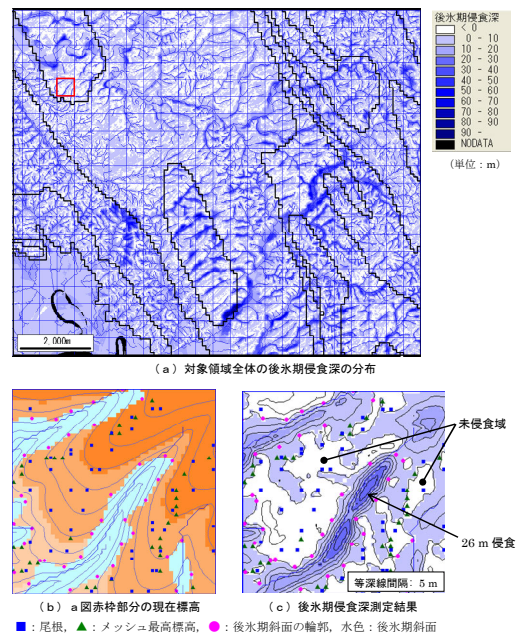 後氷期侵食深
< 0
0 - 10
10 - 20
20 - 30
30 - 40
40 - 50
50 - 60
60 - 70
70 - 80
80 - 90
90 -
NODATA
(単位：m)
2,000m
(a) 対象領域全体の後氷期侵食深の分布
未侵食域
26 m 侵食
等深線間隔: 5 m
(b) a図赤枠部分の現在標高
(c) 後氷期侵食深測定結果
■：尾根，▲：メッシュ最高標高，●：後氷期斜面の輪郭，水色：後氷期斜面